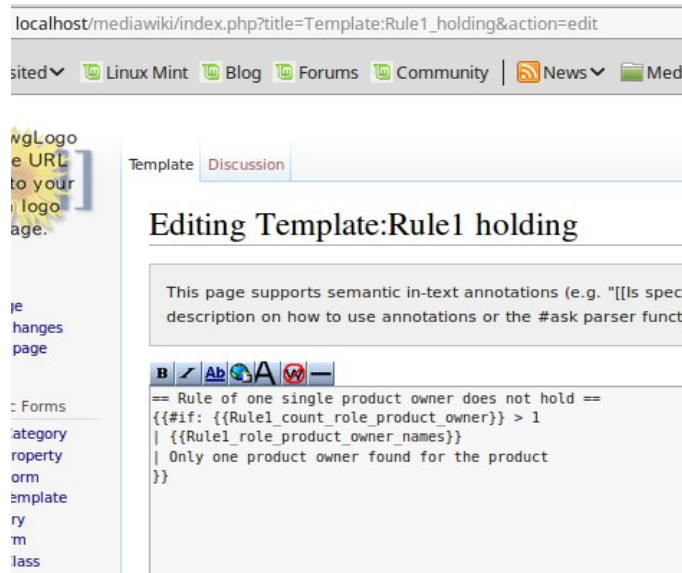 localhost/mediawiki/index.php?title=Template:Rule1_holding&action=edit
sited Linux Mint Blog Forums Community News Med
wgLogo
e URL
to your
logo
age.
Template Discussion
Editing Template:Rule1 holding
This page supports semantic in-text annotations (e.g. "[[Is spec
description on how to use annotations or the #ask parser funct
ge
hanges
page
B I Ab A W —
== Rule of one single product owner does not hold ==
{{#if: {{Rule1_count_role_product_owner}} > 1
| {{Rule1_role_product_owner_names}}
| Only one product owner found for the product
}}
c Forms
ategory
roperty
orm
emplate
ry
rm
lass